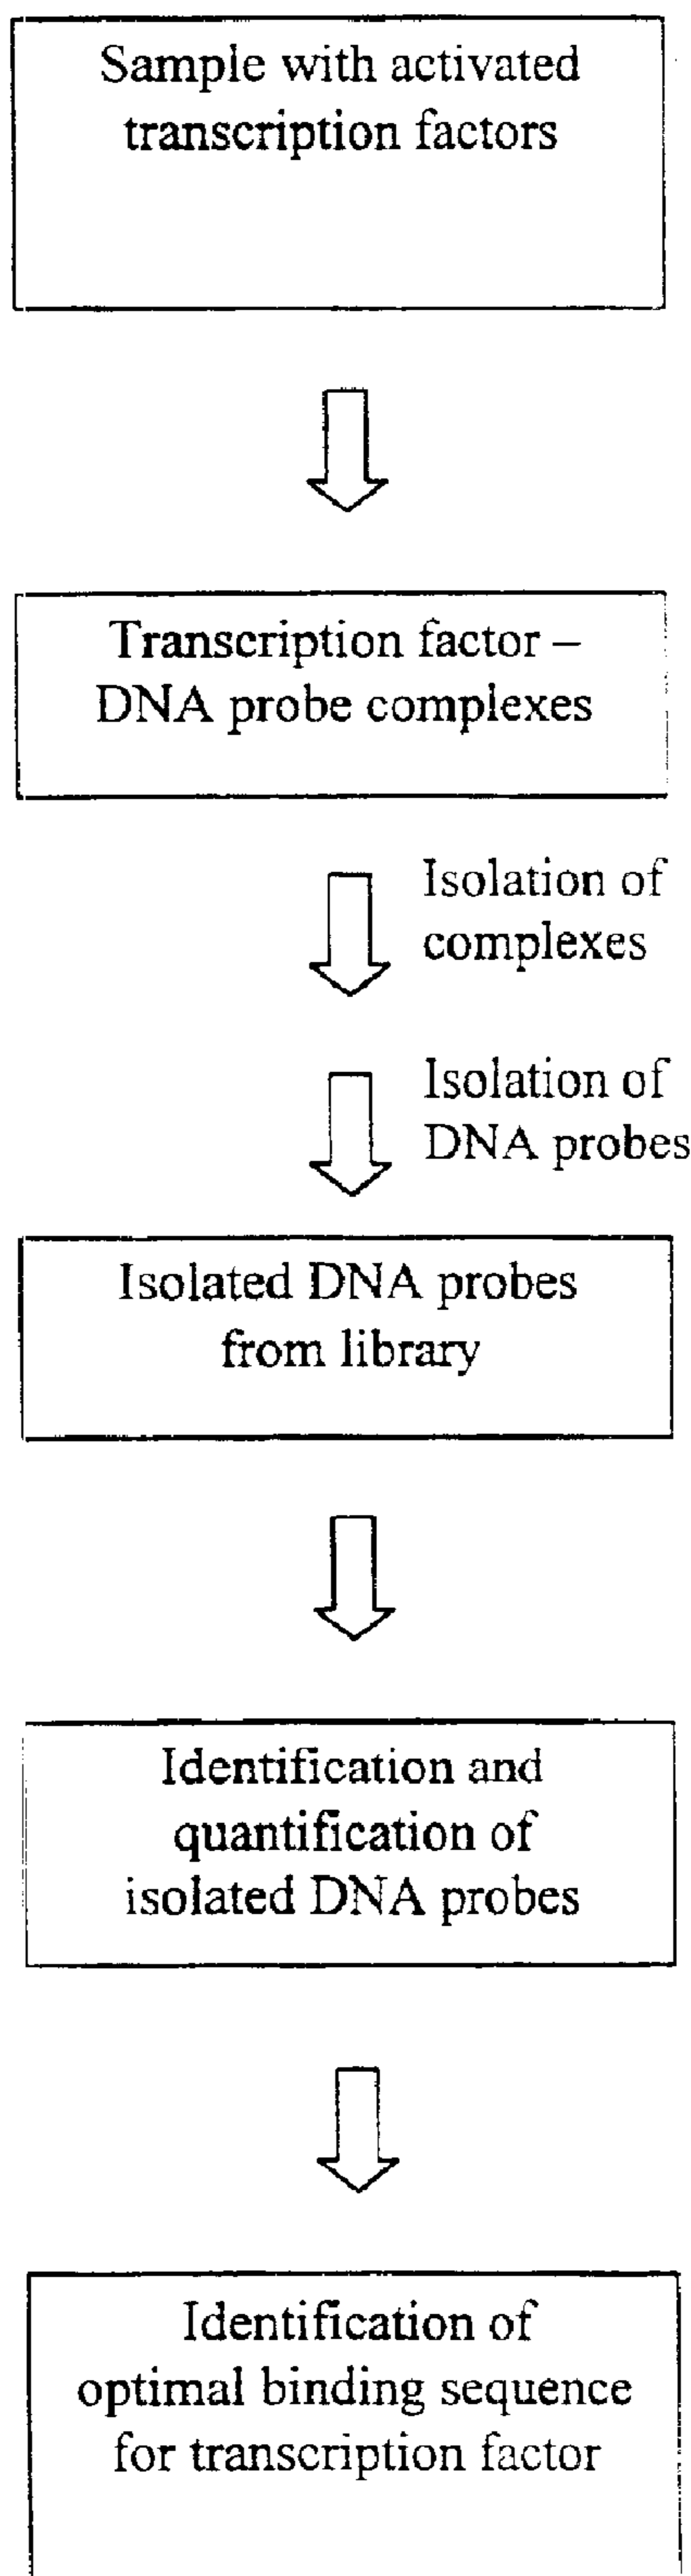 Sample with activated
transcription factors
Transcription factor –
DNA probe complexes
Isolation of
complexes
Isolation of
DNA probes
Isolated DNA probes
from library
Identification and
quantification of
isolated DNA probes
Identification of
optimal binding sequence
for transcription factor